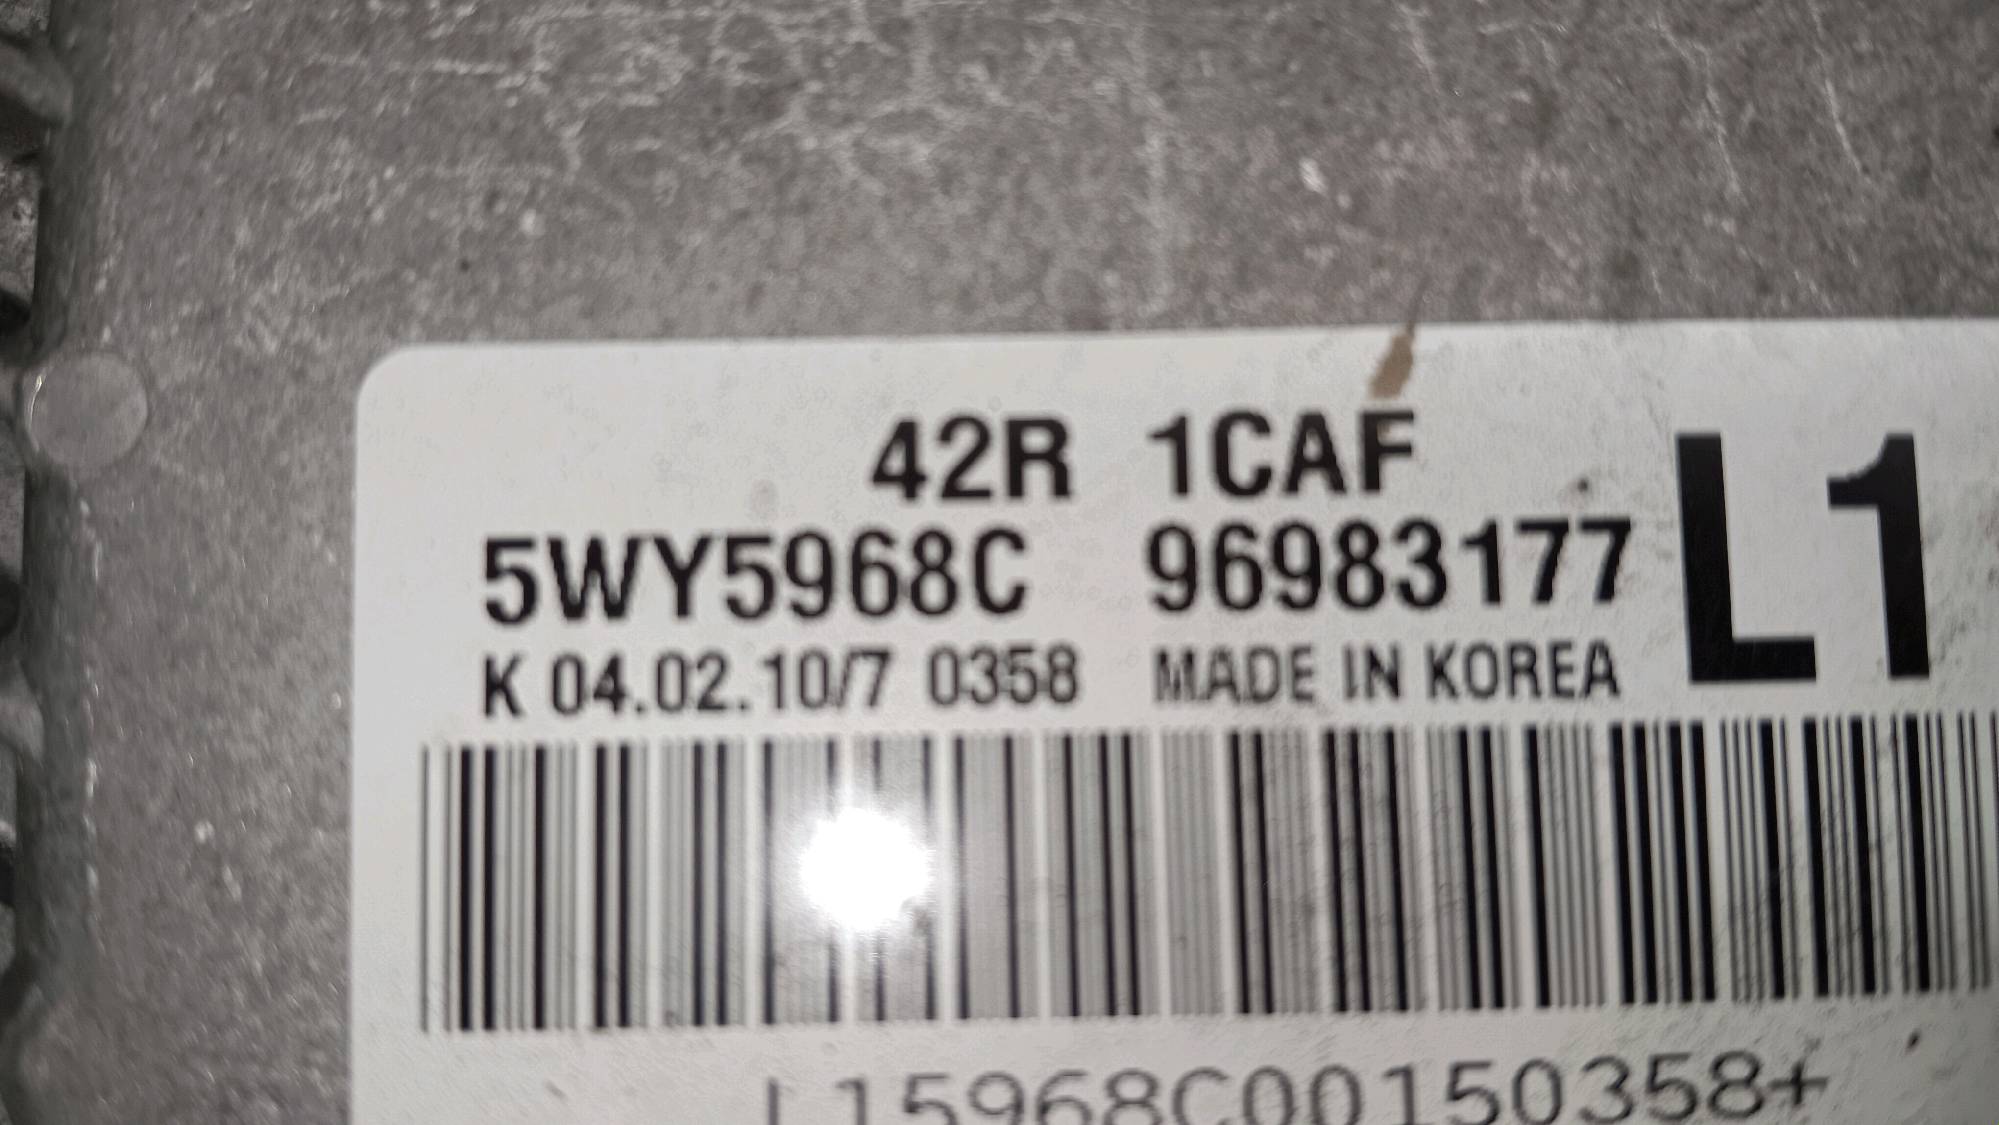 42R 1CAF
5WY5968C 96983177 L1
K 04.02.10/7 0358 MADE IN KOREA
L15968C00150358+